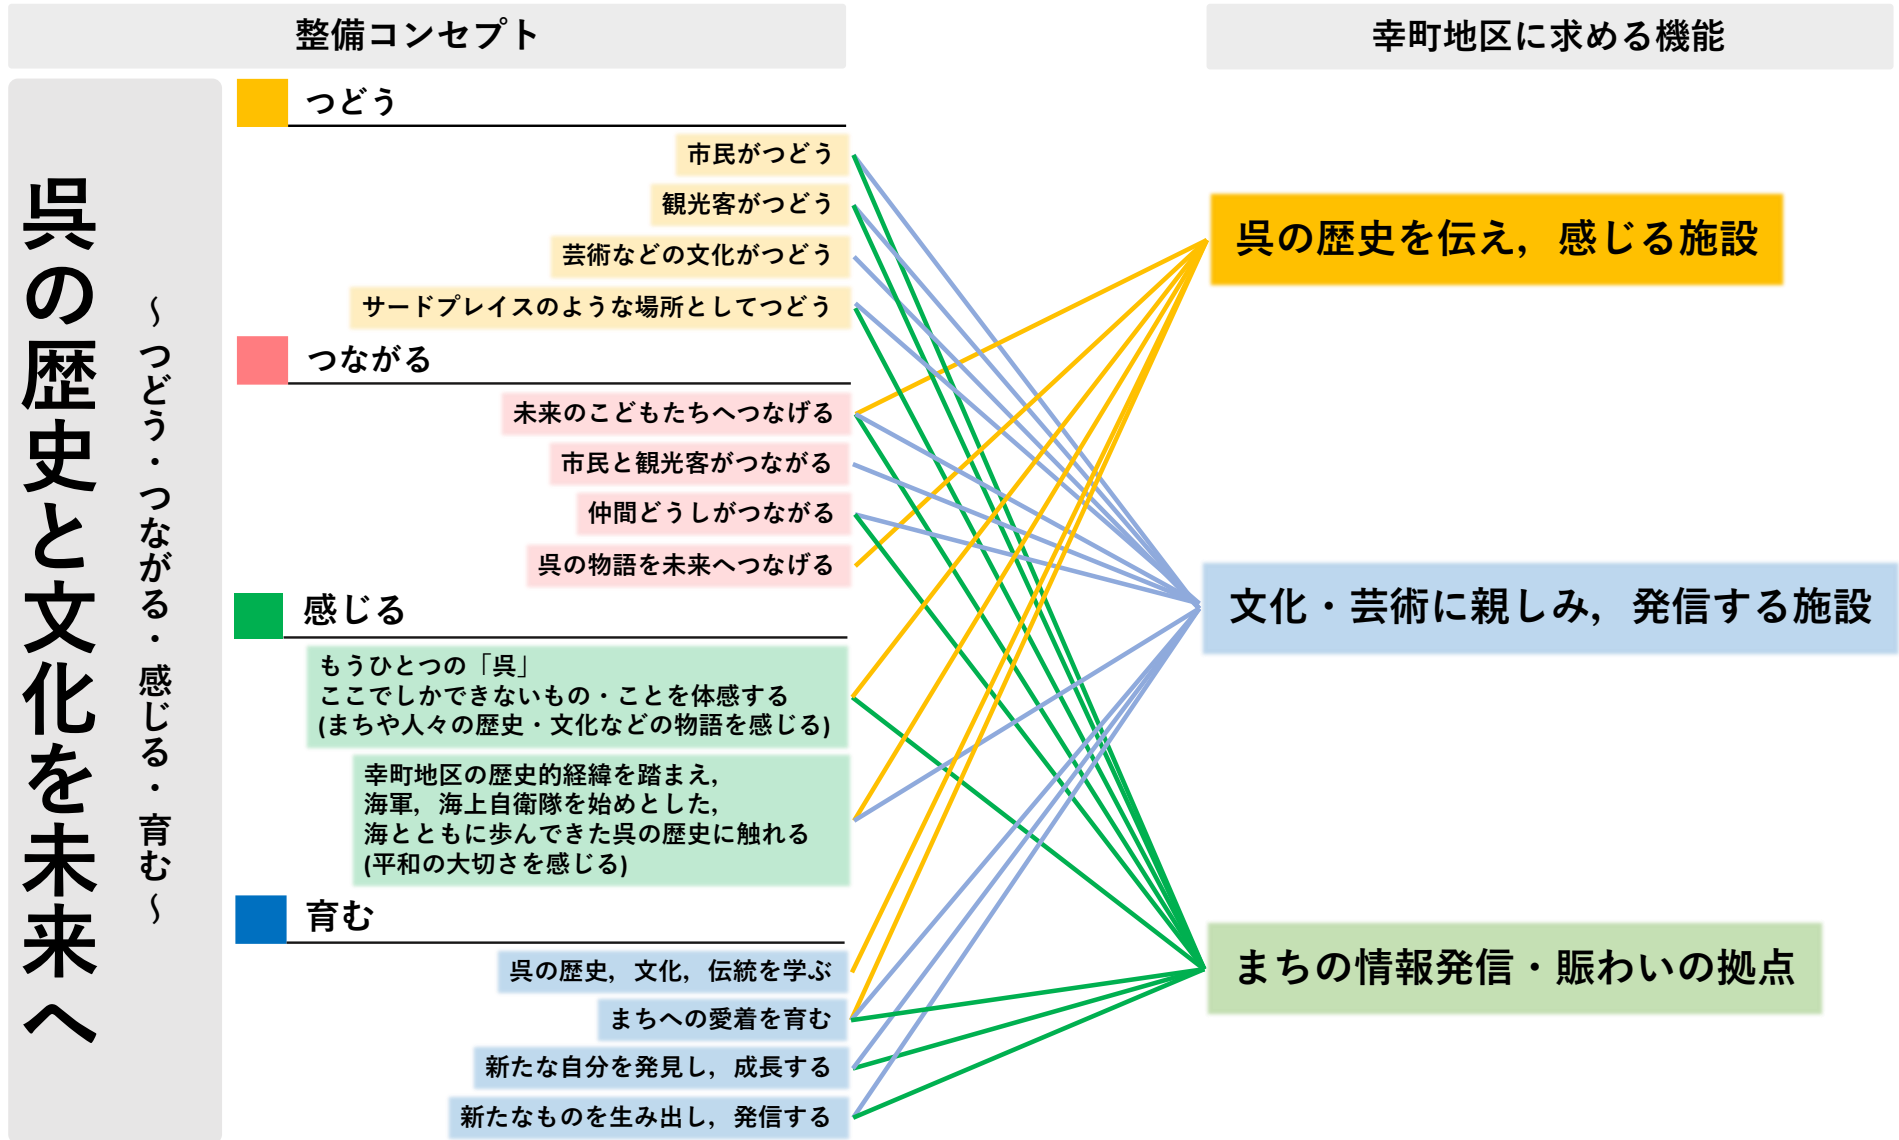 整備コンセプト
幸町地区に求める機能
呉の歴史と文化を未来へ
～つどう・つながる・感じる・育む～
つどう
市民がつどう
観光客がつどう
芸術などの文化がつどう
サードプレイスのような場所としてつどう
つながる
未来のこどもたちへつなげる
市民と観光客がつながる
仲間どうしがつながる
呉の物語を未来へつなげる
感じる
もうひとつの「呉」
ここでしかできないもの・ことを体感する
(まちや人々の歴史・文化などの物語を感じる)
幸町地区の歴史的経緯を踏まえ，
海軍，海上自衛隊を始めとした，
海とともに歩んできた呉の歴史に触れる
(平和の大切さを感じる)
育む
呉の歴史，文化，伝統を学ぶ
まちへの愛着を育む
新たな自分を発見し，成長する
新たなものを生み出し，発信する
呉の歴史を伝え，感じる施設
文化・芸術に親しみ，発信する施設
まちの情報発信・賑わいの拠点